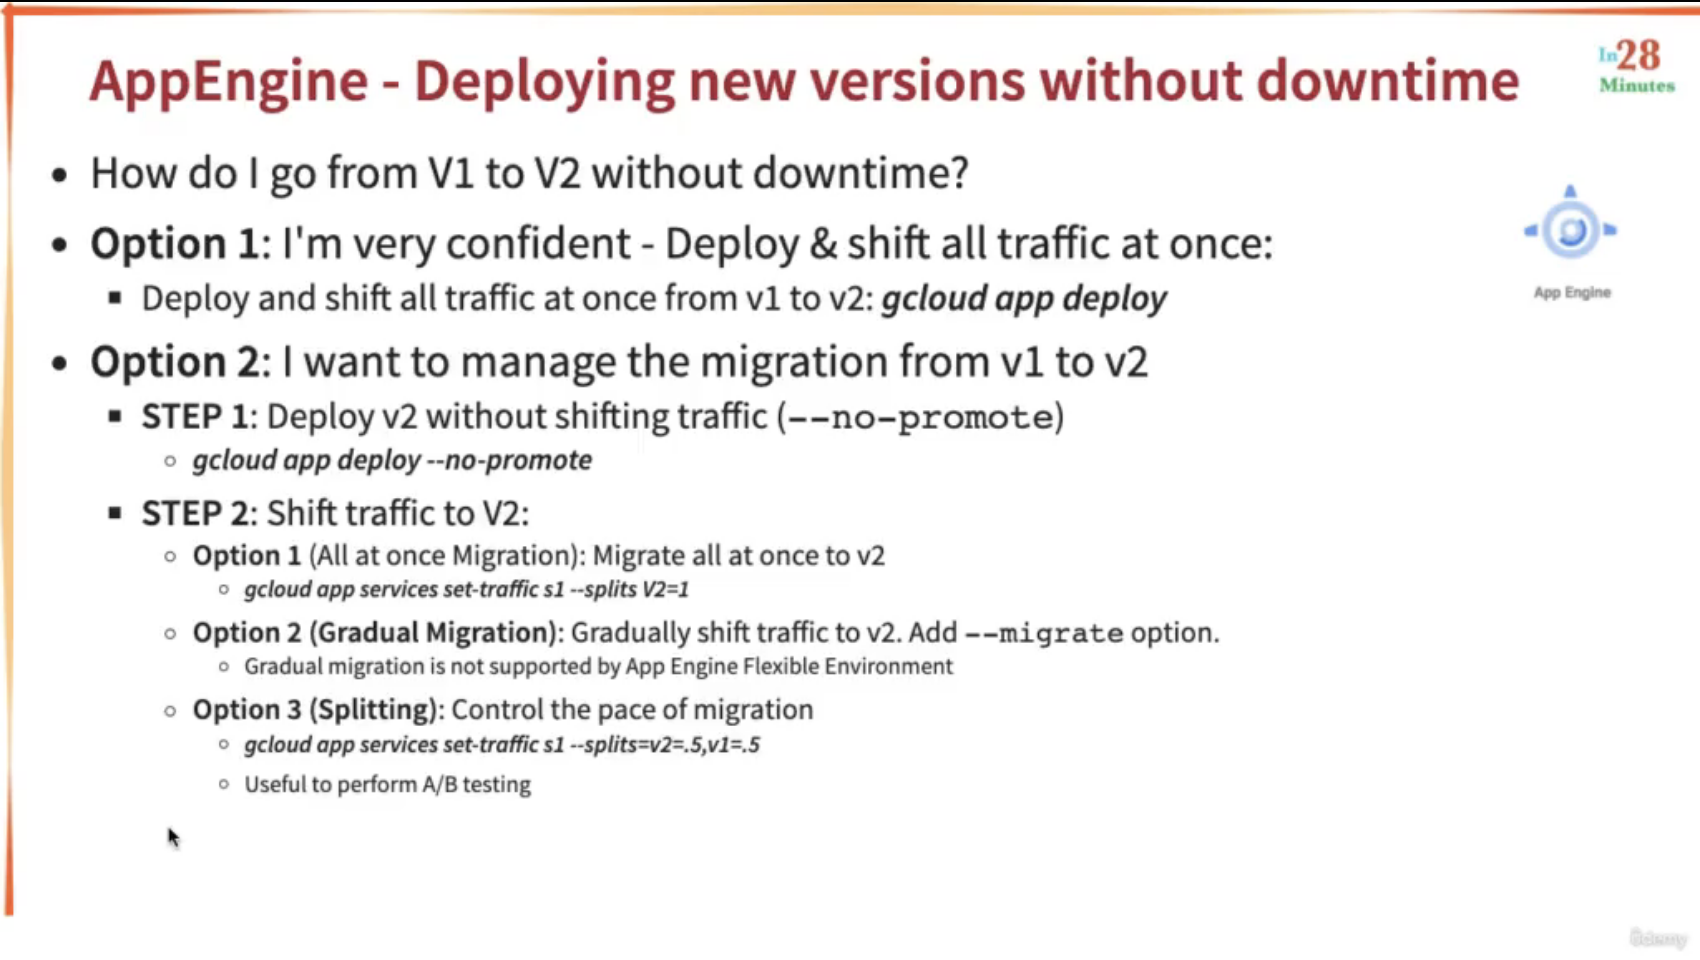 AppEngine - Deploying new versions without downtime
In28
Minutes
• How do I go from V1 to V2 without downtime?
• Option 1: I'm very confident - Deploy & shift all traffic at once:
▪ Deploy and shift all traffic at once from v1 to v2: gcloud app deploy
App Engine
• Option 2: I want to manage the migration from v1 to v2
▪ STEP 1: Deploy v2 without shifting traffic (--no-promote)
○ gcloud app deploy --no-promote
▪ STEP 2: Shift traffic to V2:
○ Option 1 (All at once Migration): Migrate all at once to v2
○ gcloud app services set-traffic s1 --splits V2=1
○ Option 2 (Gradual Migration): Gradually shift traffic to v2. Add --migrate option.
○ Gradual migration is not supported by App Engine Flexible Environment
○ Option 3 (Splitting): Control the pace of migration
○ gcloud app services set-traffic s1 --splits=v2=.5,v1=.5
○ Useful to perform A/B testing
Udemy